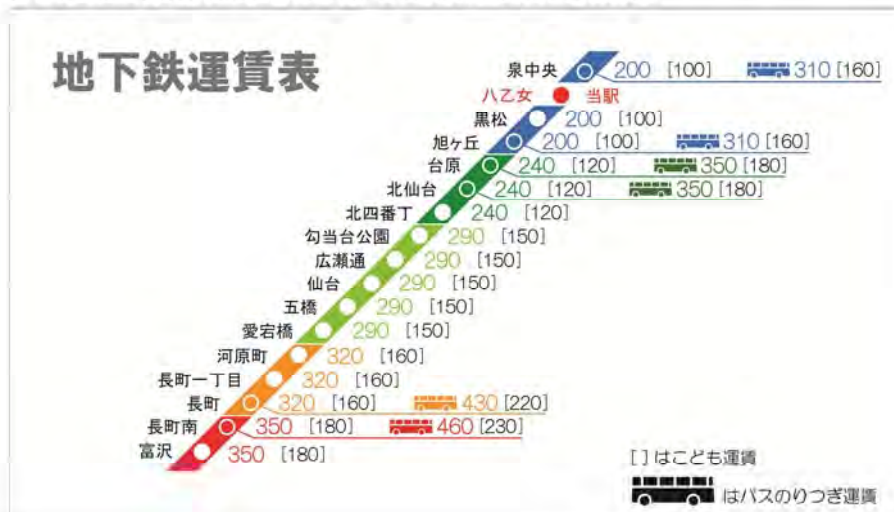 地下鉄運賃表
泉中央 200 [100] 310 [160]
八乙女 当駅
黒松 200 [100]
旭ヶ丘 200 [100] 310 [160]
台原 240 [120] 350 [180]
北仙台 240 [120] 350 [180]
北四番丁 240 [120]
勾当台公園 290 [150]
広瀬通 290 [150]
仙台 290 [150]
五橋 290 [150]
愛宕橋 290 [150]
河原町 320 [160]
長町一丁目 320 [160]
長町 320 [160] 430 [220]
長町南 350 [180] 460 [230]
富沢 350 [180]
[ ] はこども運賃
はバスのりつぎ運賃